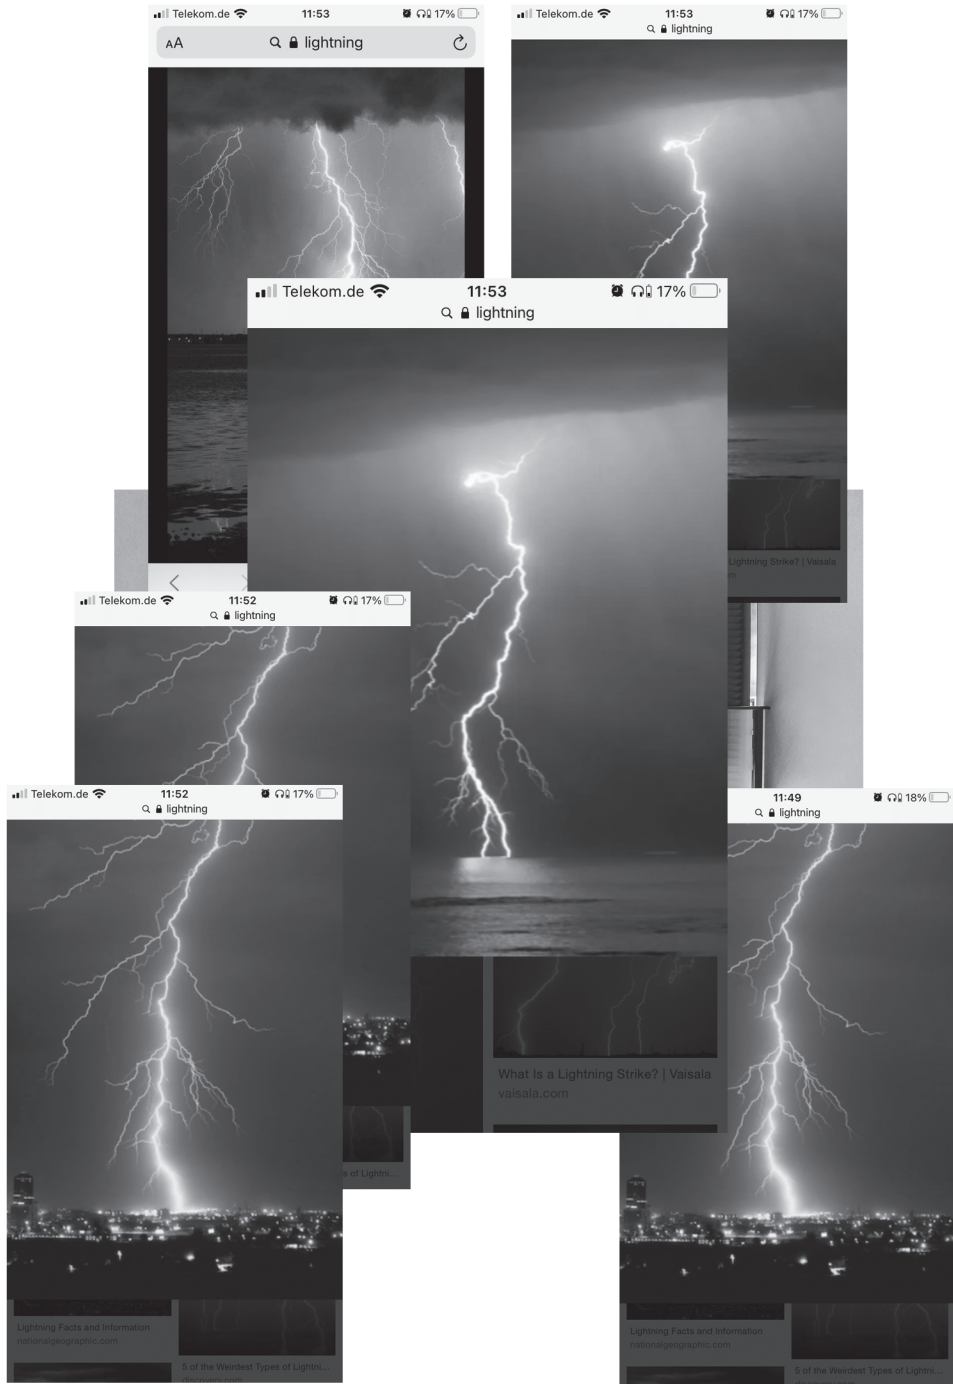 Telekom.de 11:53 17%
AA lightning
Telekom.de 11:53 17%
lightning
Telekom.de 11:53 17%
lightning
Lightning Strike? | Vaisala
Telekom.de 11:52 17%
lightning
Telekom.de 11:52 17%
lightning
11:49 18%
lightning
What Is a Lightning Strike? | Vaisala
vaisala.com
s of Lightni...
Lightning Facts and Information
nationalgeographic.com
5 of the Weirdest Types of Lightni...
discovery.com
Lightning Facts and Information
nationalgeographic.com
5 of the Weirdest Types of Lightni...